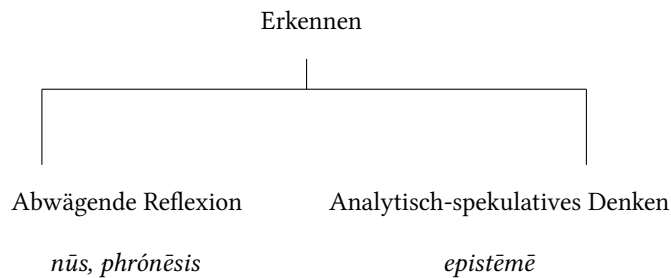 Erkennen
Abwägende Reflexion Analytisch-spekulatives Denken
nūs, phrónēsis epistēmē